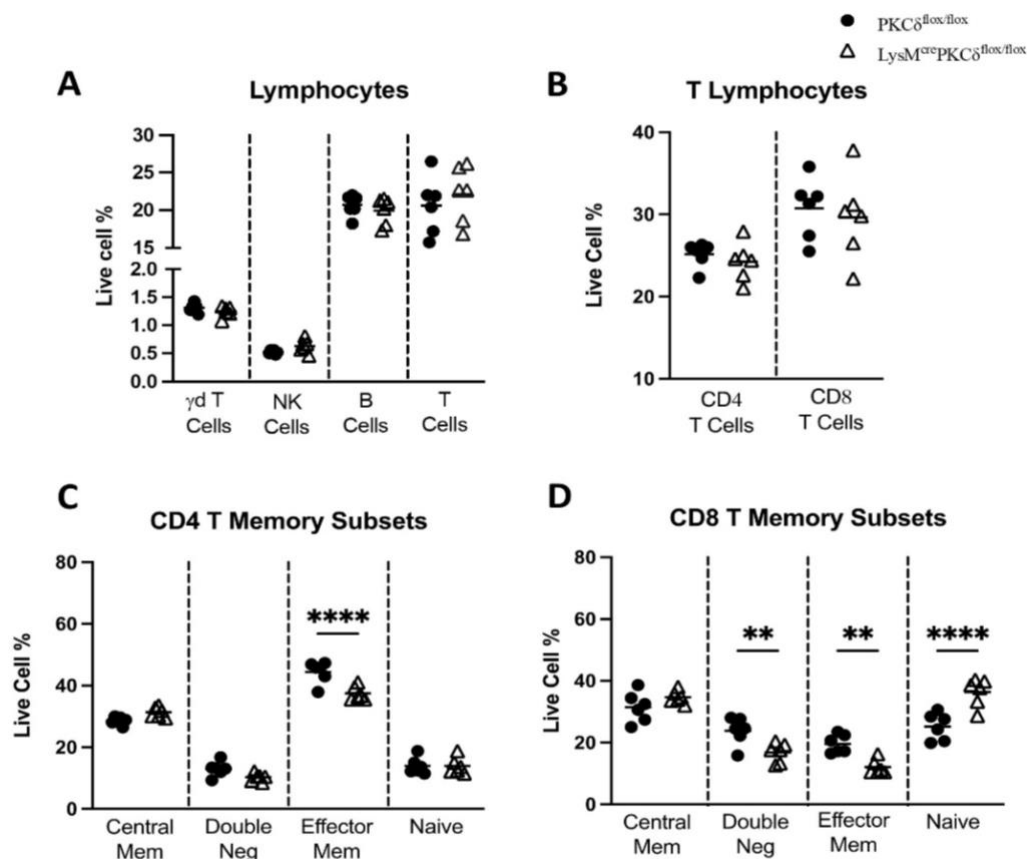 PKCδflox/flox
LysMcrePKCδflox/flox
A
Lymphocytes
Live cell %
30
25
20
15
2.0
1.5
1.0
0.5
0.0
γd T Cells
NK Cells
B Cells
T Cells
B
T Lymphocytes
Live Cell %
40
30
20
10
CD4 T Cells
CD8 T Cells
C
CD4 T Memory Subsets
Live Cell %
80
60
40
20
0
****
Central Mem
Double Neg
Effector Mem
Naive
D
CD8 T Memory Subsets
Live Cell %
80
60
40
20
0
**
**
****
Central Mem
Double Neg
Effector Mem
Naive